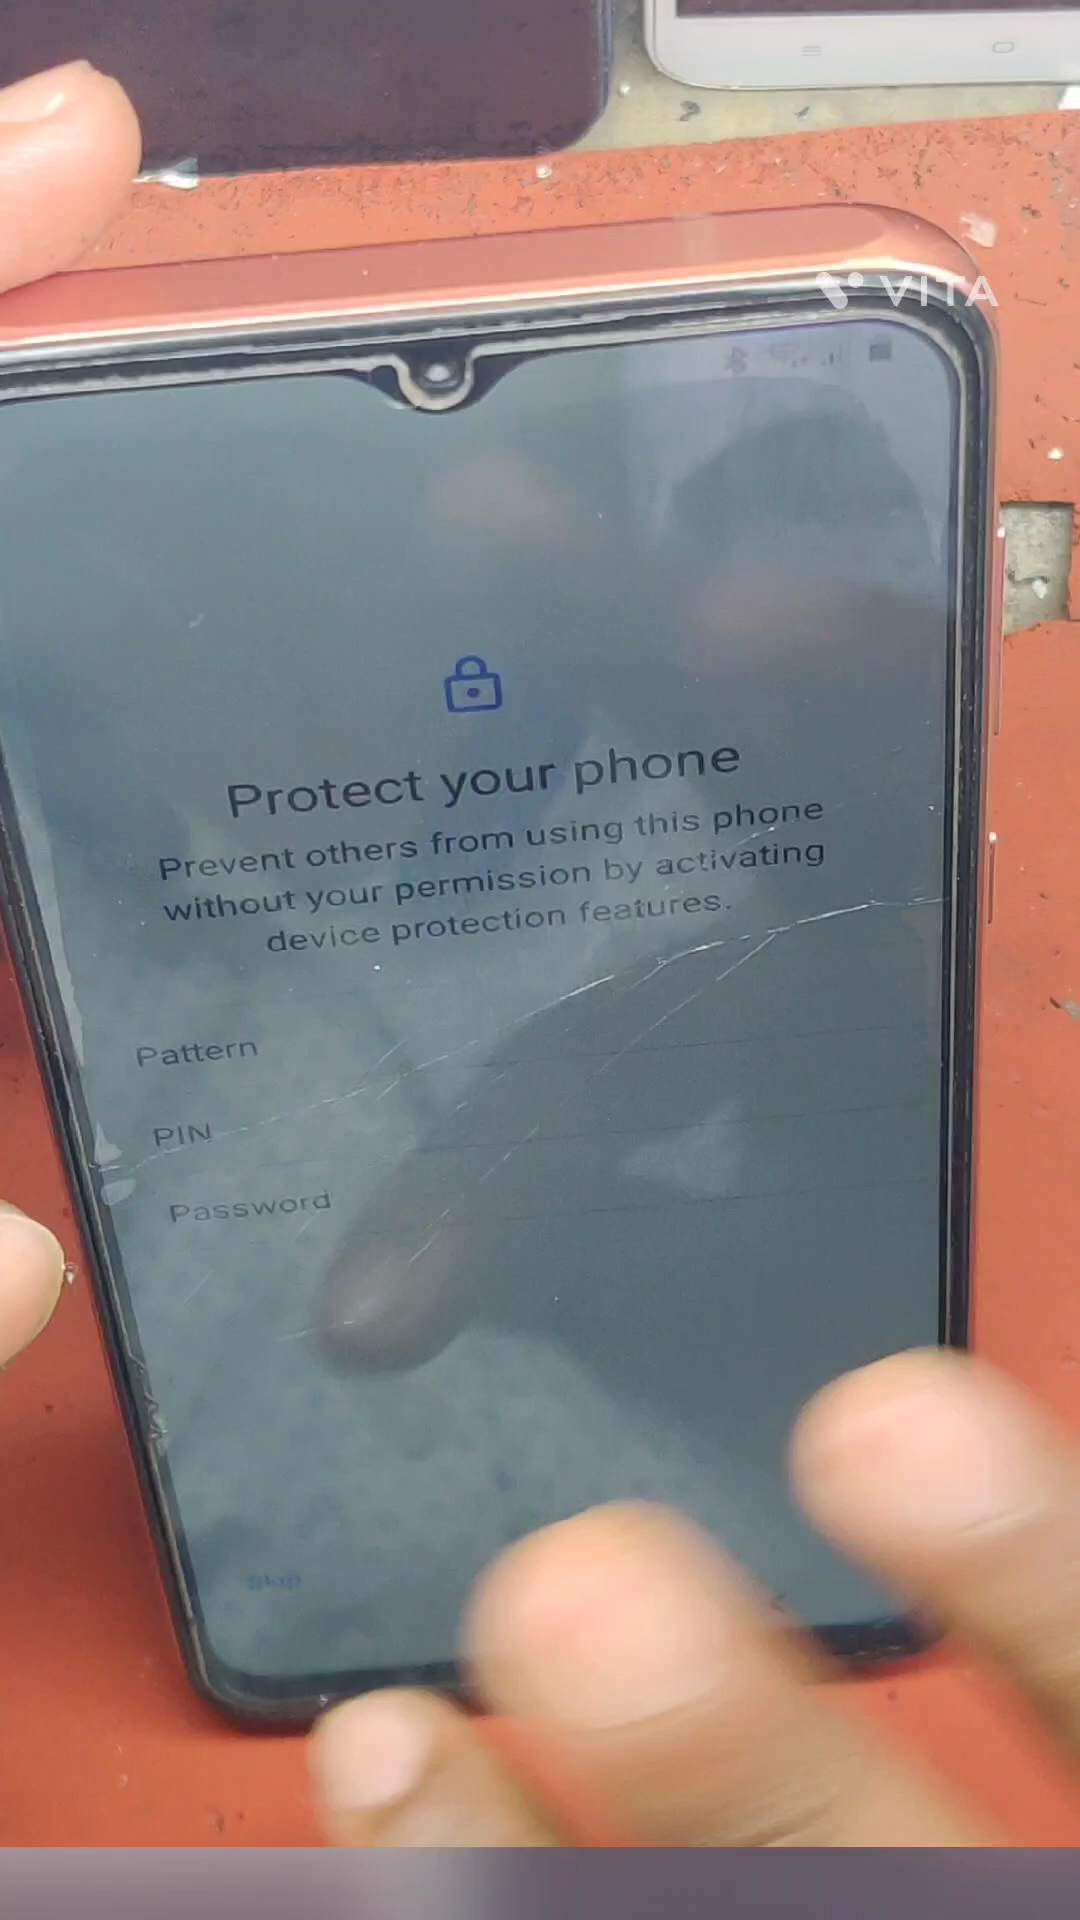 VITA
Protect your phone
Prevent others from using this phone
without your permission by activating
device protection features.
Pattern
PIN
Password
Skip